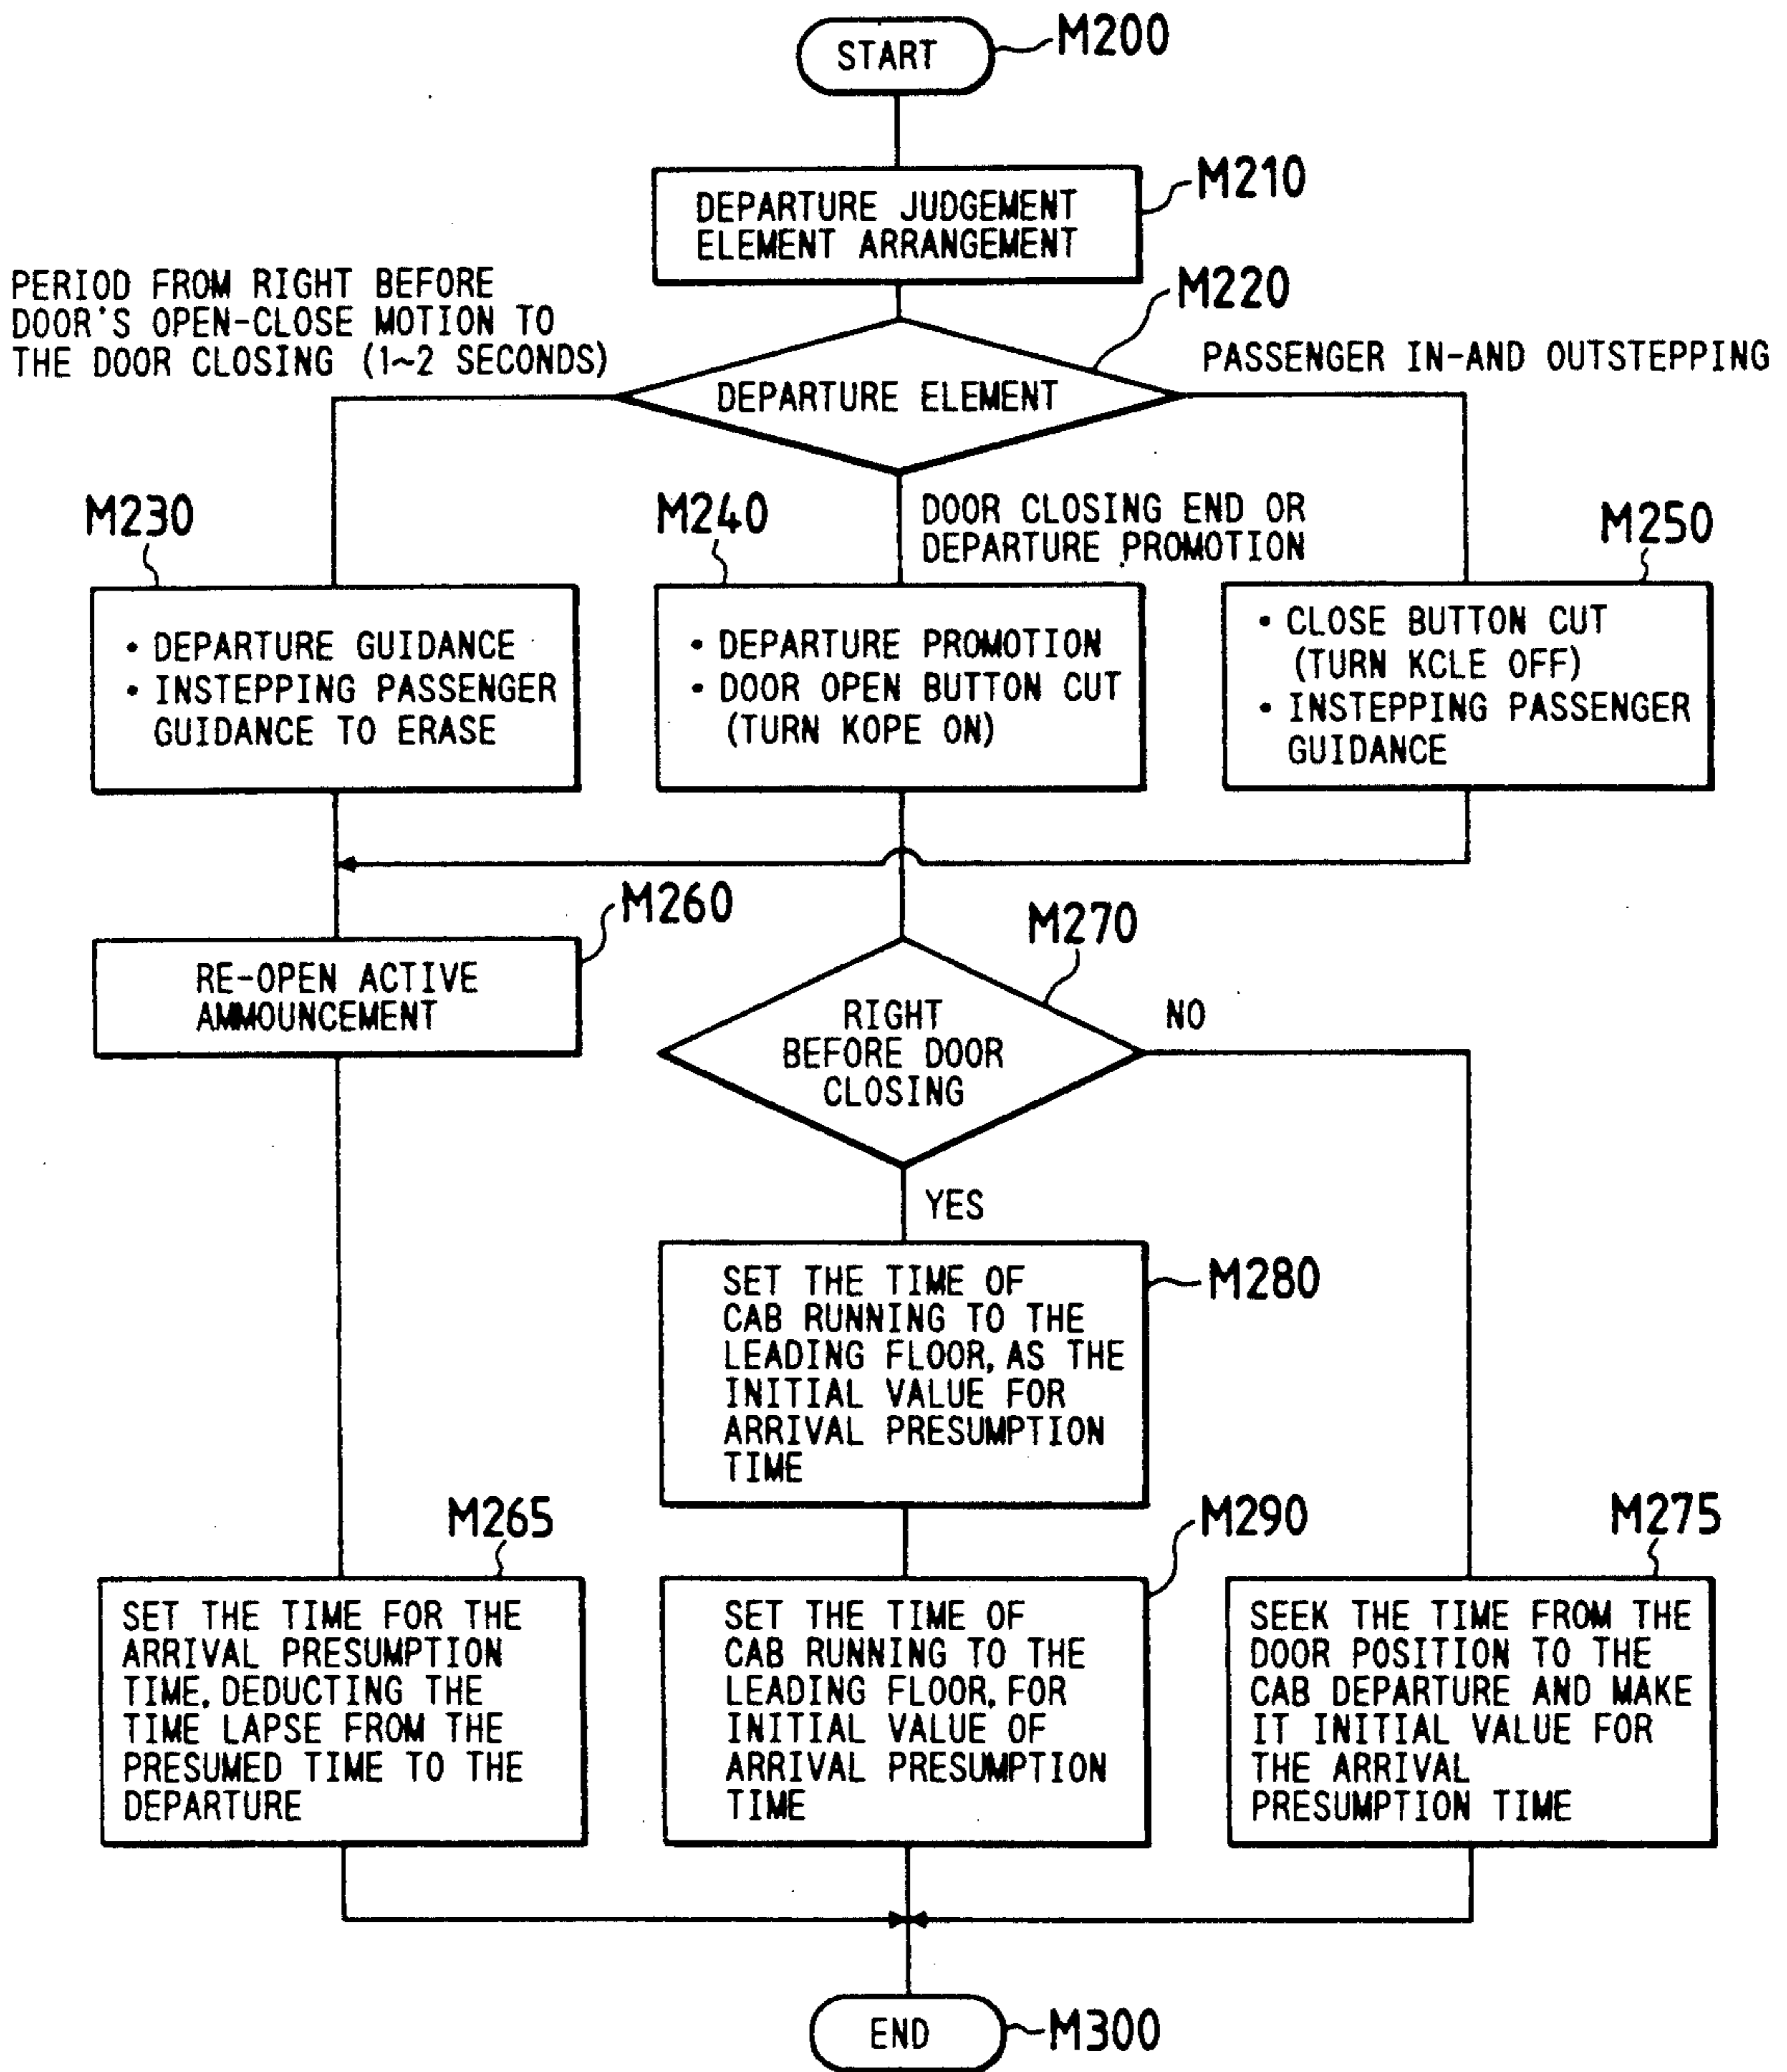 START
M200
DEPARTURE JUDGEMENT
ELEMENT ARRANGEMENT
M210
PERIOD FROM RIGHT BEFORE
DOOR'S OPEN-CLOSE MOTION TO
THE DOOR CLOSING (1~2 SECONDS)
M220
PASSENGER IN-AND OUTSTEPPING
DEPARTURE ELEMENT
DOOR CLOSING END OR
DEPARTURE PROMOTION
M230
• DEPARTURE GUIDANCE
• INSTEPPING PASSENGER
GUIDANCE TO ERASE
M240
• DEPARTURE PROMOTION
• DOOR OPEN BUTTON CUT
(TURN KOPE ON)
M250
• CLOSE BUTTON CUT
(TURN KCLE OFF)
• INSTEPPING PASSENGER
GUIDANCE
M260
RE-OPEN ACTIVE
AMMOUNCEMENT
M270
RIGHT
BEFORE DOOR
CLOSING
NO
YES
M280
SET THE TIME OF
CAB RUNNING TO THE
LEADING FLOOR, AS THE
INITIAL VALUE FOR
ARRIVAL PRESUMPTION
TIME
M265
SET THE TIME FOR THE
ARRIVAL PRESUMPTION
TIME, DEDUCTING THE
TIME LAPSE FROM THE
PRESUMED TIME TO THE
DEPARTURE
M290
SET THE TIME OF
CAB RUNNING TO THE
LEADING FLOOR, FOR
INITIAL VALUE OF
ARRIVAL PRESUMPTION
TIME
M275
SEEK THE TIME FROM THE
DOOR POSITION TO THE
CAB DEPARTURE AND MAKE
IT INITIAL VALUE FOR
THE ARRIVAL
PRESUMPTION TIME
END
M300